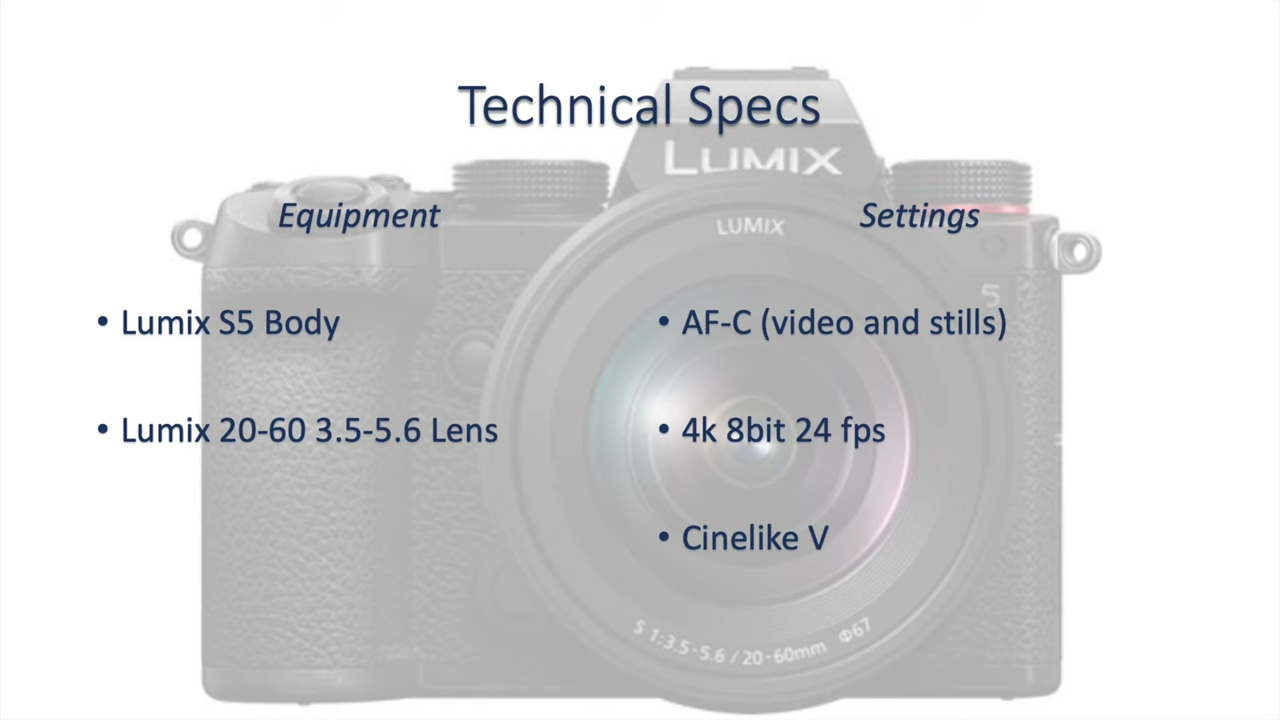 Technical Specs
LUMIX
Equipment
Settings
LUMIX
5
• Lumix S5 Body
• AF-C (video and stills)
• Lumix 20-60 3.5-5.6 Lens
• 4k 8bit 24 fps
• Cinelike V
S 1:3.5-5.6 / 20-60mm Φ67